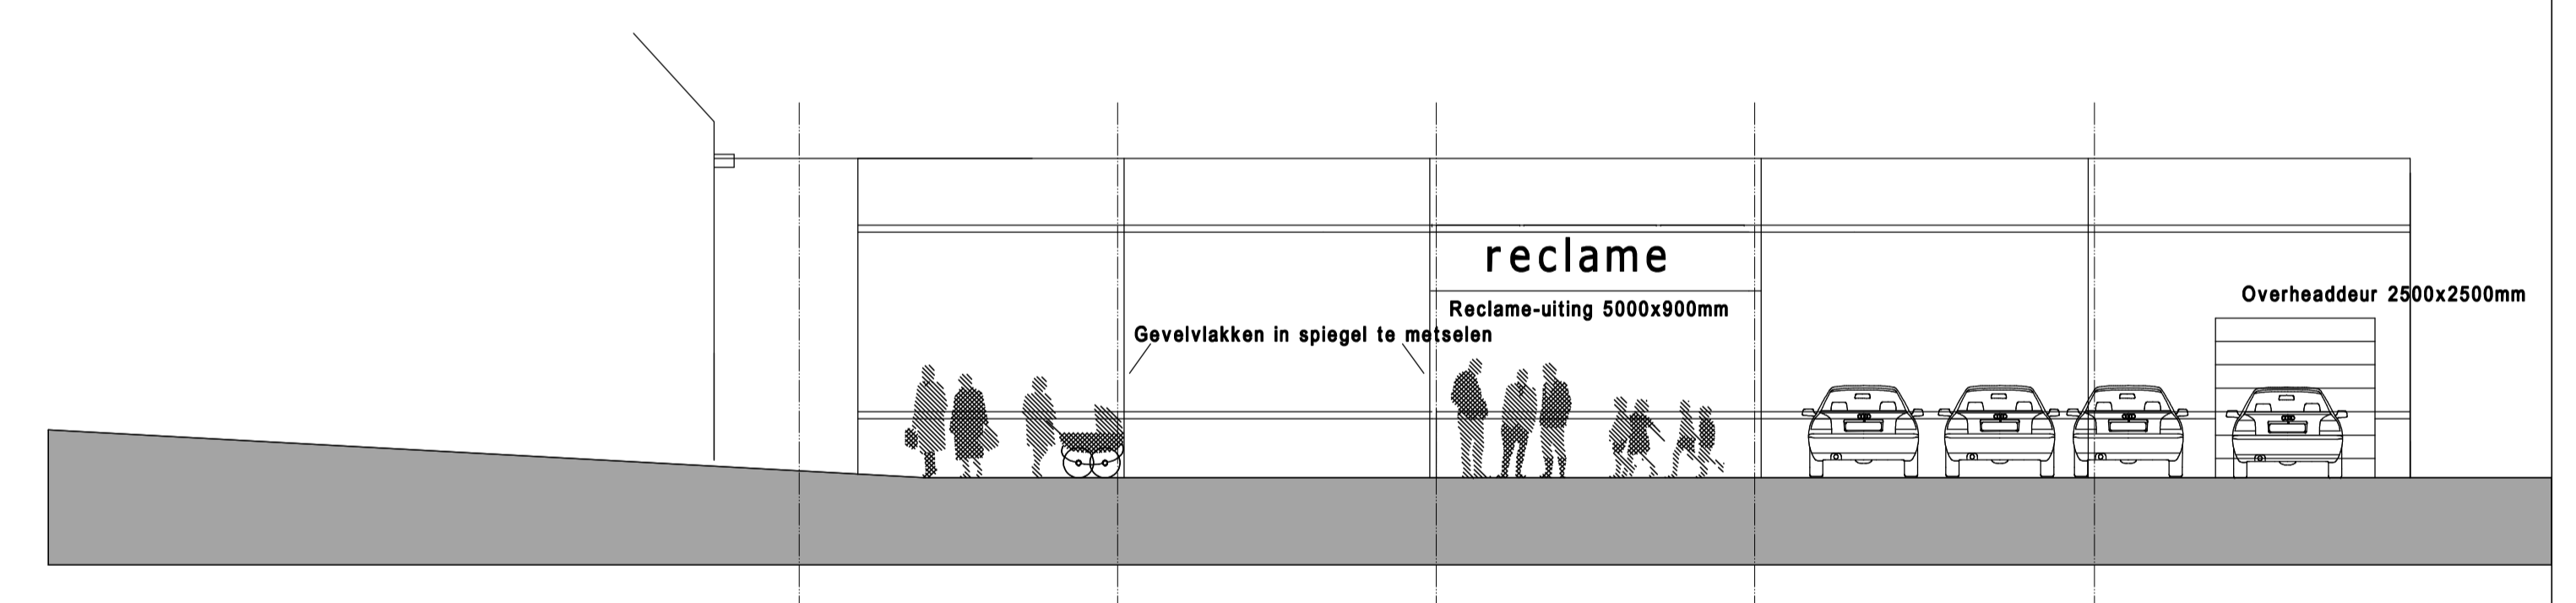 reclame
Overheaddeur 2500x2500mm
Reclame-uiting 5000x900mm
Gevelvlakken in spiegel te metselen